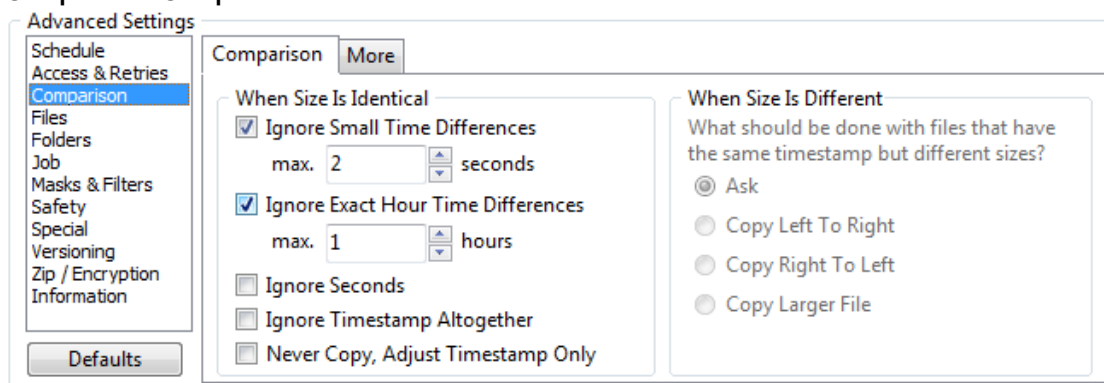 Advanced Settings
Schedule
Access & Retries
Comparison
Files
Folders
Job
Masks & Filters
Safety
Special
Versioning
Zip / Encryption
Information
Defaults
Comparison
More
When Size Is Identical
Ignore Small Time Differences
max. 2 seconds
Ignore Exact Hour Time Differences
max. 1 hours
Ignore Seconds
Ignore Timestamp Altogether
Never Copy, Adjust Timestamp Only
When Size Is Different
What should be done with files that have
the same timestamp but different sizes?
Ask
Copy Left To Right
Copy Right To Left
Copy Larger File